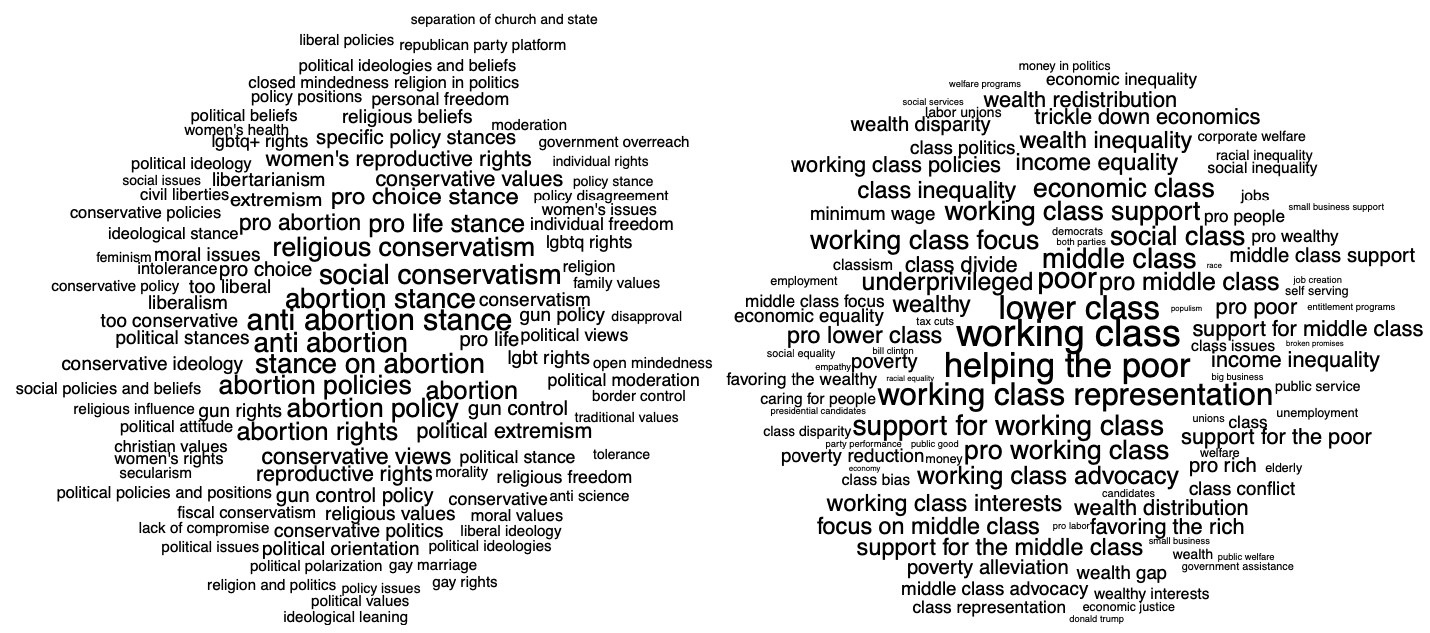 separation of church and state
liberal policies
republican party platform
political ideologies and beliefs
closed mindedness
religion in politics
policy positions
personal freedom
political beliefs
religious beliefs
moderation
women's health
lgbtq+ rights
specific policy stances
government overreach
political ideology
women's reproductive rights
individual rights
social issues
libertarianism
conservative values
policy stance
civil liberties
extremism
pro choice stance
policy disagreement
conservative policies
women's issues
ideological stance
pro abortion
pro life stance
individual freedom
feminism
moral issues
religious conservatism
lgbtq rights
intolerance
pro choice
social conservatism
religion
family values
conservative policy
too liberal
liberalism
abortion stance
conservatism
too conservative
anti abortion stance
gun policy
disapproval
political stances
anti abortion
pro life
political views
conservative ideology
stance on abortion
lgbt rights
open mindedness
social policies and beliefs
abortion policies
abortion
political moderation
border control
religious influence
gun rights
abortion policy
gun control
traditional values
political attitude
abortion rights
political extremism
christian values
women's rights
conservative views
political stance
tolerance
secularism
reproductive rights
morality
religious freedom
political policies and positions
gun control policy
conservative
anti science
fiscal conservatism
religious values
moral values
lack of compromise
conservative politics
liberal ideology
political issues
political orientation
political ideologies
political polarization
gay marriage
religion and politics
policy issues
gay rights
political values
ideological leaning
money in politics
welfare programs
economic inequality
social services
wealth redistribution
labor unions
trickle down economics
wealth disparity
class politics
wealth inequality
corporate welfare
working class policies
income equality
racial inequality
social inequality
class inequality
economic class
jobs
minimum wage
working class support
pro people
small business support
working class focus
democrats
both parties
social class
pro wealthy
classism
class divide
middle class
race
middle class support
employment
underprivileged
poor
pro middle class
job creation
self serving
middle class focus
wealthy
lower class
populism
pro poor
entitlement programs
economic equality
tax cuts
pro lower class
working class
support for middle class
social equality
bill clinton
class issues
broken promises
empathy
poverty
helping the poor
income inequality
favoring the wealthy
racial equality
big business
public service
caring for people
working class representation
presidential candidates
unions
class
unemployment
class disparity
support for working class
support for the poor
party performance
public good
poverty reduction
money
pro working class
welfare
economy
class bias
working class advocacy
pro rich
elderly
candidates
class conflict
working class interests
wealth distribution
focus on middle class
pro labor
favoring the rich
support for the middle class
small business
wealth
public welfare
poverty alleviation
wealth gap
government assistance
middle class advocacy
wealthy interests
class representation
economic justice
donald trump